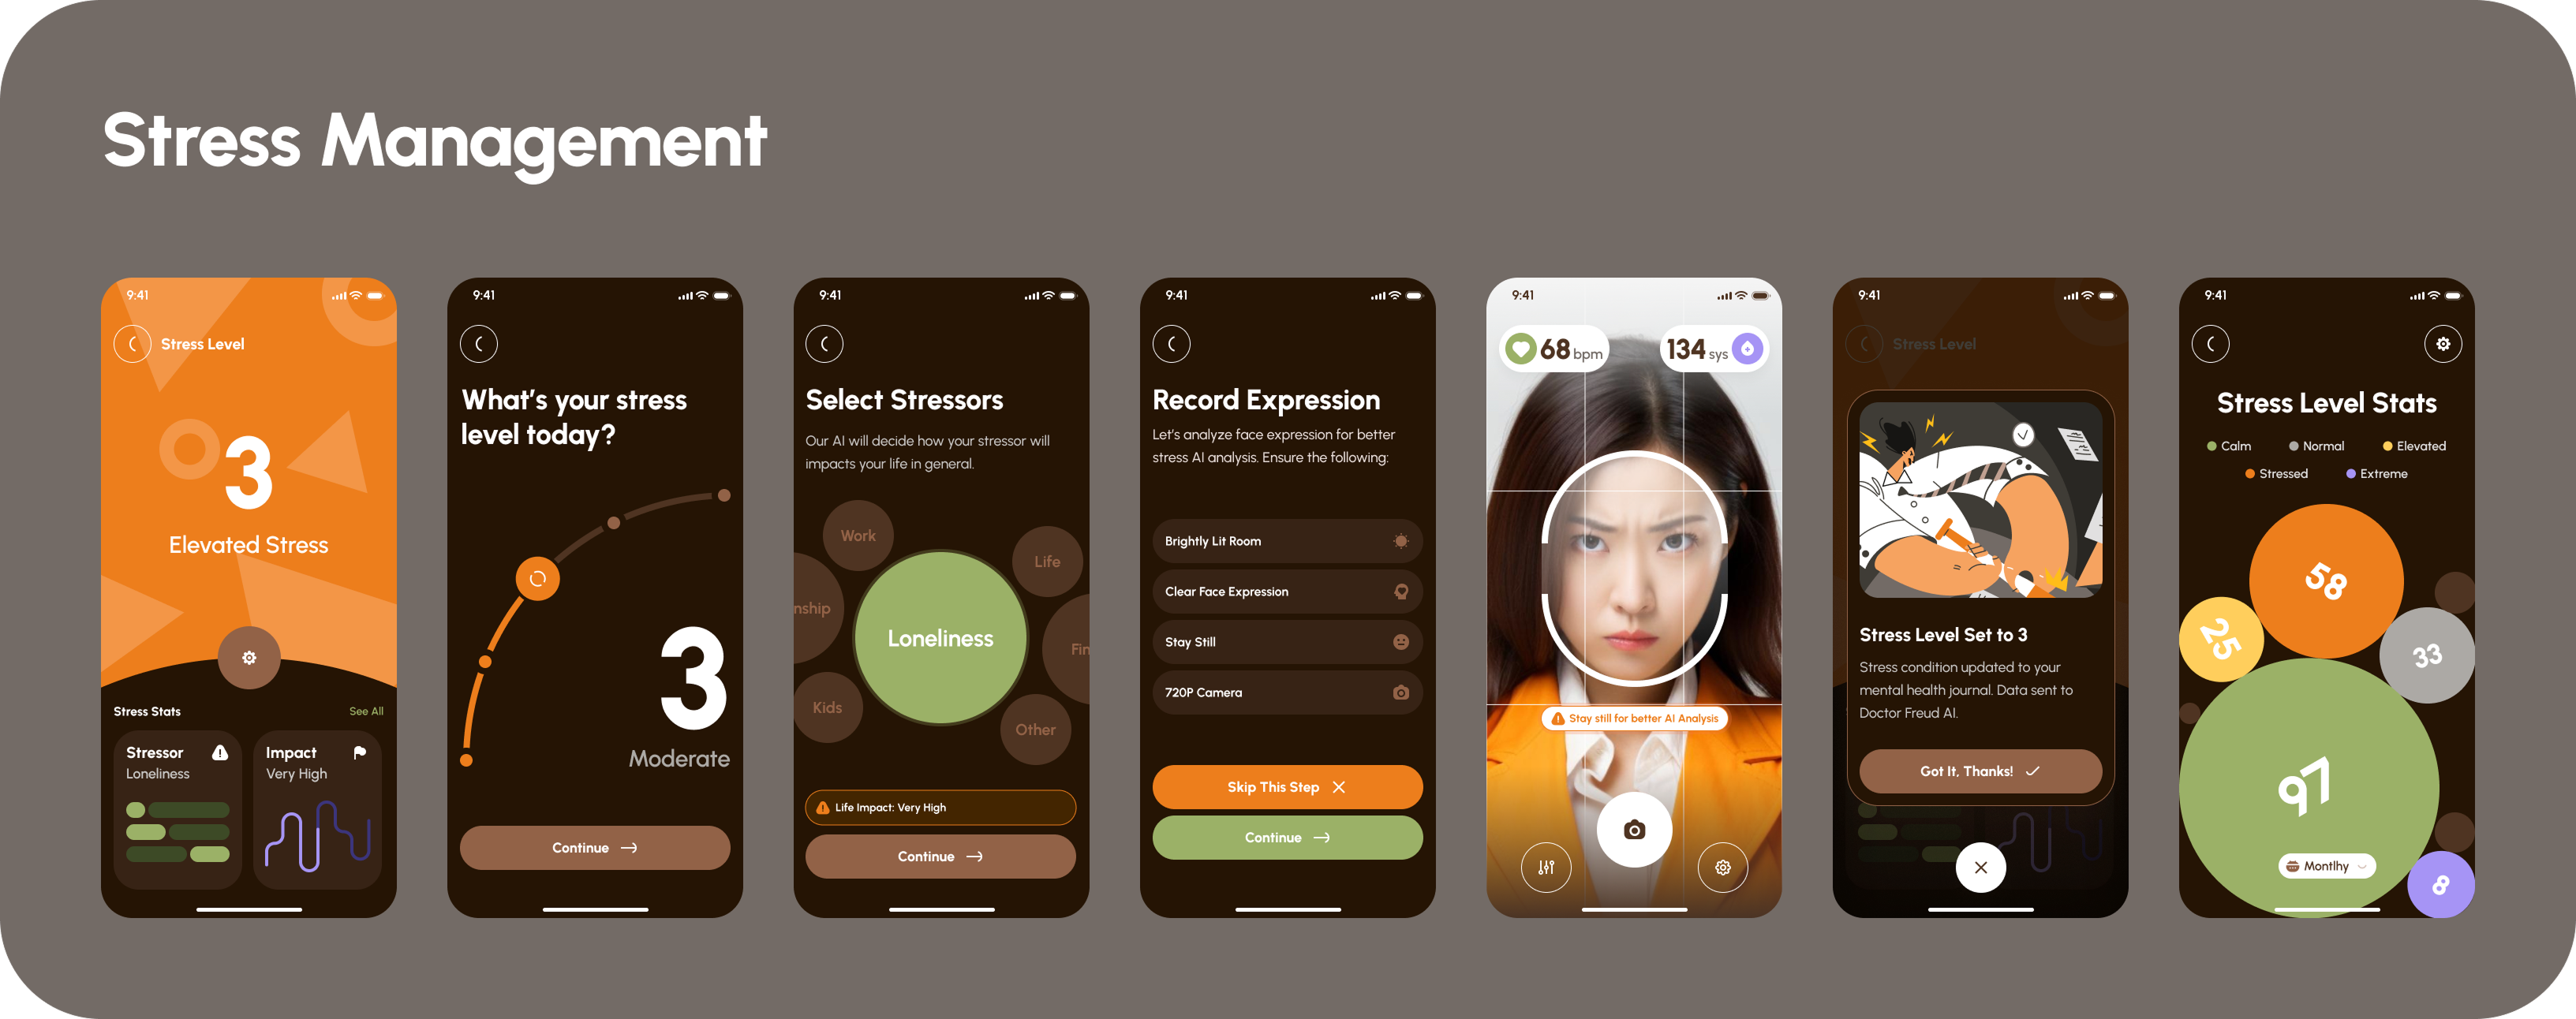 Stress Management
9:41
Stress Level
3
Elevated Stress
Stress Stats
See All
Stressor
Loneliness
Impact
Very High
9:41
What's your stress
level today?
3
Moderate
Continue
9:41
Select Stressors
Our AI will decide how your stressor will
impacts your life in general.
Work
Life
nship
Loneliness
Fin
Kids
Other
Life Impact: Very High
Continue
9:41
Record Expression
Let's analyze face expression for better
stress AI analysis. Ensure the following:
Brightly Lit Room
Clear Face Expression
Stay Still
720P Camera
Skip This Step
Continue
9:41
68 bpm
134 sys
Stay still for better AI Analysis
9:41
Stress Level
Stress Level Set to 3
Stress condition updated to your
mental health journal. Data sent to
Doctor Freud AI.
Got It, Thanks!
9:41
Stress Level Stats
Calm
Normal
Elevated
Stressed
Extreme
58
25
33
97
Montlhy
8